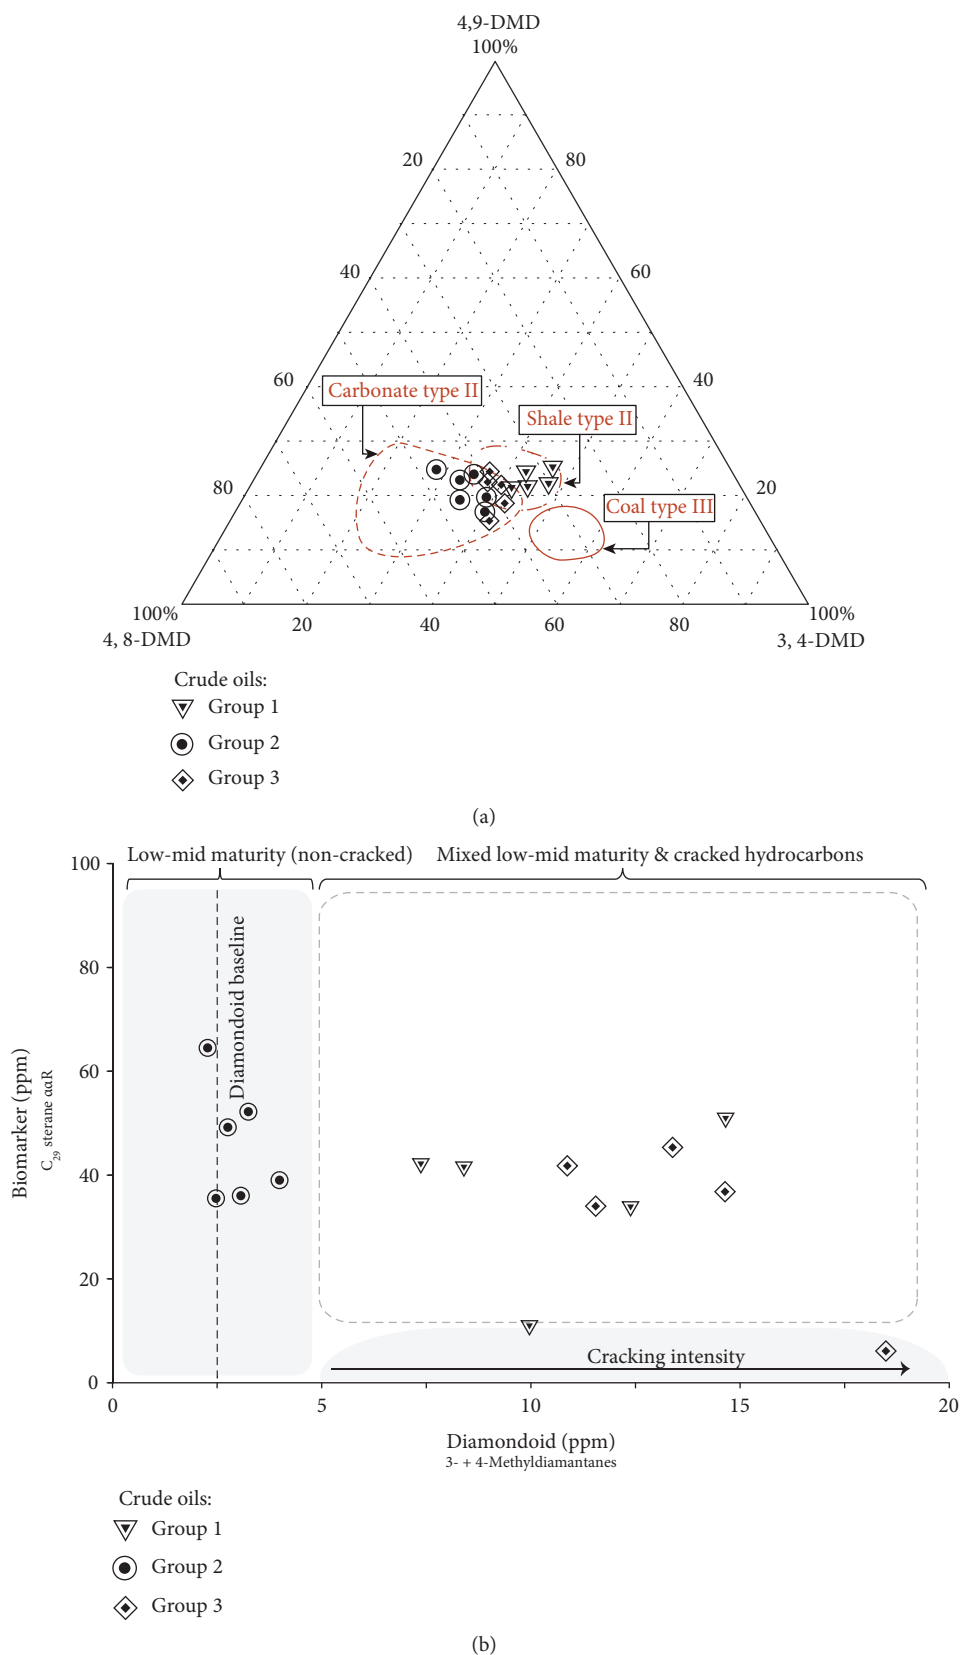 4,9-DMD
100%
20
80
40
60
60
40
Carbonate type II
Shale type II
80
20
Coal type III
100%
4, 8-DMD
20
40
60
80
100%
3, 4-DMD
Crude oils:
Group 1
Group 2
Group 3
(a)
Low-mid maturity (non-cracked)
Mixed low-mid maturity & cracked hydrocarbons
100
80
60
40
20
0
Biomarker (ppm)
C29 sterane ααR
Diamondoid baseline
Cracking intensity
0
5
10
15
20
Diamondoid (ppm)
3- + 4-Methyldiamantanes
Crude oils:
Group 1
Group 2
Group 3
(b)